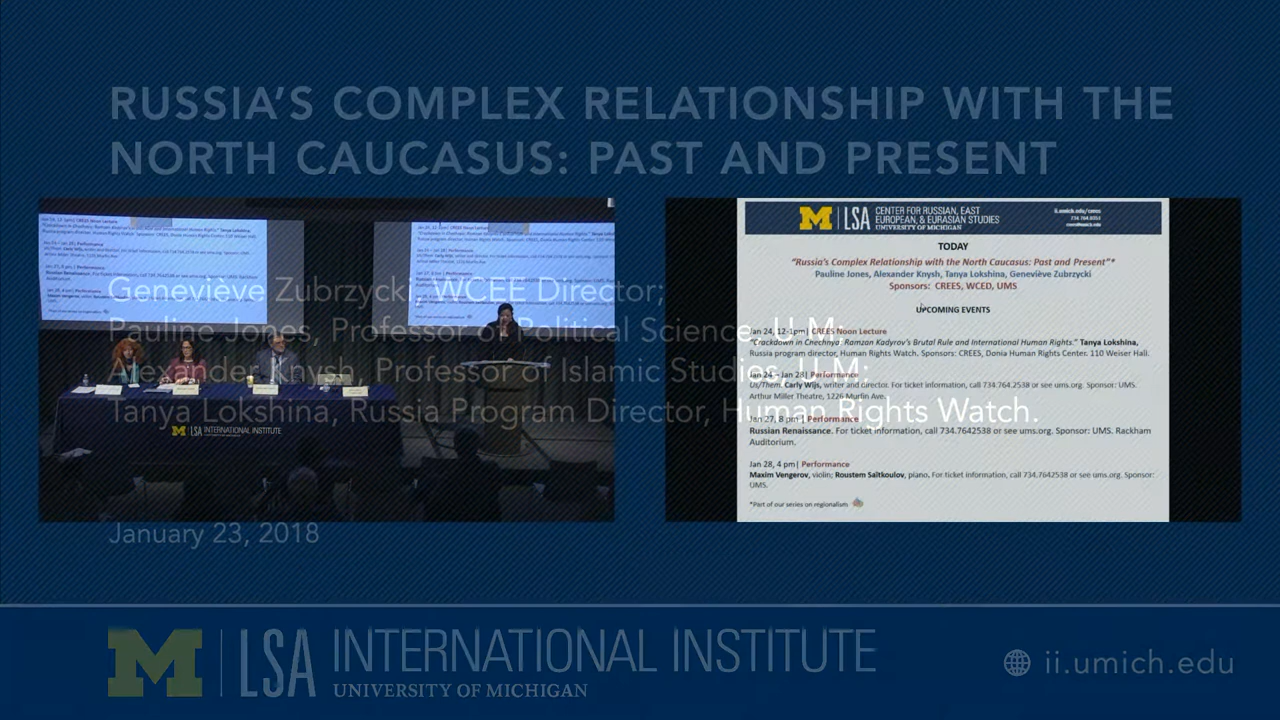 RUSSIA'S COMPLEX RELATIONSHIP WITH THE
NORTH CAUCASUS: PAST AND PRESENT
Geneviève Zubrzycki, WCEE Director;
Pauline Jones, Professor of Political Science, U-M;
Alexander Knysh, Professor of Islamic Studies, U-M;
Tanya Lokshina, Russia Program Director, Human Rights Watch.
January 23, 2018
M LSA INTERNATIONAL INSTITUTE
M LSA CENTER FOR RUSSIAN, EAST EUROPEAN, & EURASIAN STUDIES
UNIVERSITY OF MICHIGAN
ii.umich.edu/crees
TODAY
"Russia's Complex Relationship with the North Caucasus: Past and Present"*
Pauline Jones, Alexander Knysh, Tanya Lokshina, Geneviève Zubrzycki
Sponsors: CREES, WCED, UMS
UPCOMING EVENTS
Jan 24, 12-1pm| CREES Noon Lecture
"Crackdown in Chechnya: Ramzan Kadyrov's Brutal Rule and International Human Rights." Tanya Lokshina,
Russia program director, Human Rights Watch. Sponsors: CREES, Donia Human Rights Center. 110 Weiser Hall.
Jan 24 – Jan 28| Performance
Us/Them. Carly Wijs, writer and director. For ticket information, call 734.764.2538 or see ums.org. Sponsor: UMS.
Arthur Miller Theatre, 1226 Murfin Ave.
Jan 27, 8 pm | Performance
Russian Renaissance. For ticket information, call 734.7642538 or see ums.org. Sponsor: UMS. Rackham
Auditorium.
Jan 28, 4 pm| Performance
Maxim Vengerov, violin; Roustem Saïtkoulov, piano. For ticket information, call 734.7642538 or see ums.org. Sponsor:
UMS.
*Part of our series on regionalism
M LSA INTERNATIONAL INSTITUTE
UNIVERSITY OF MICHIGAN
ii.umich.edu